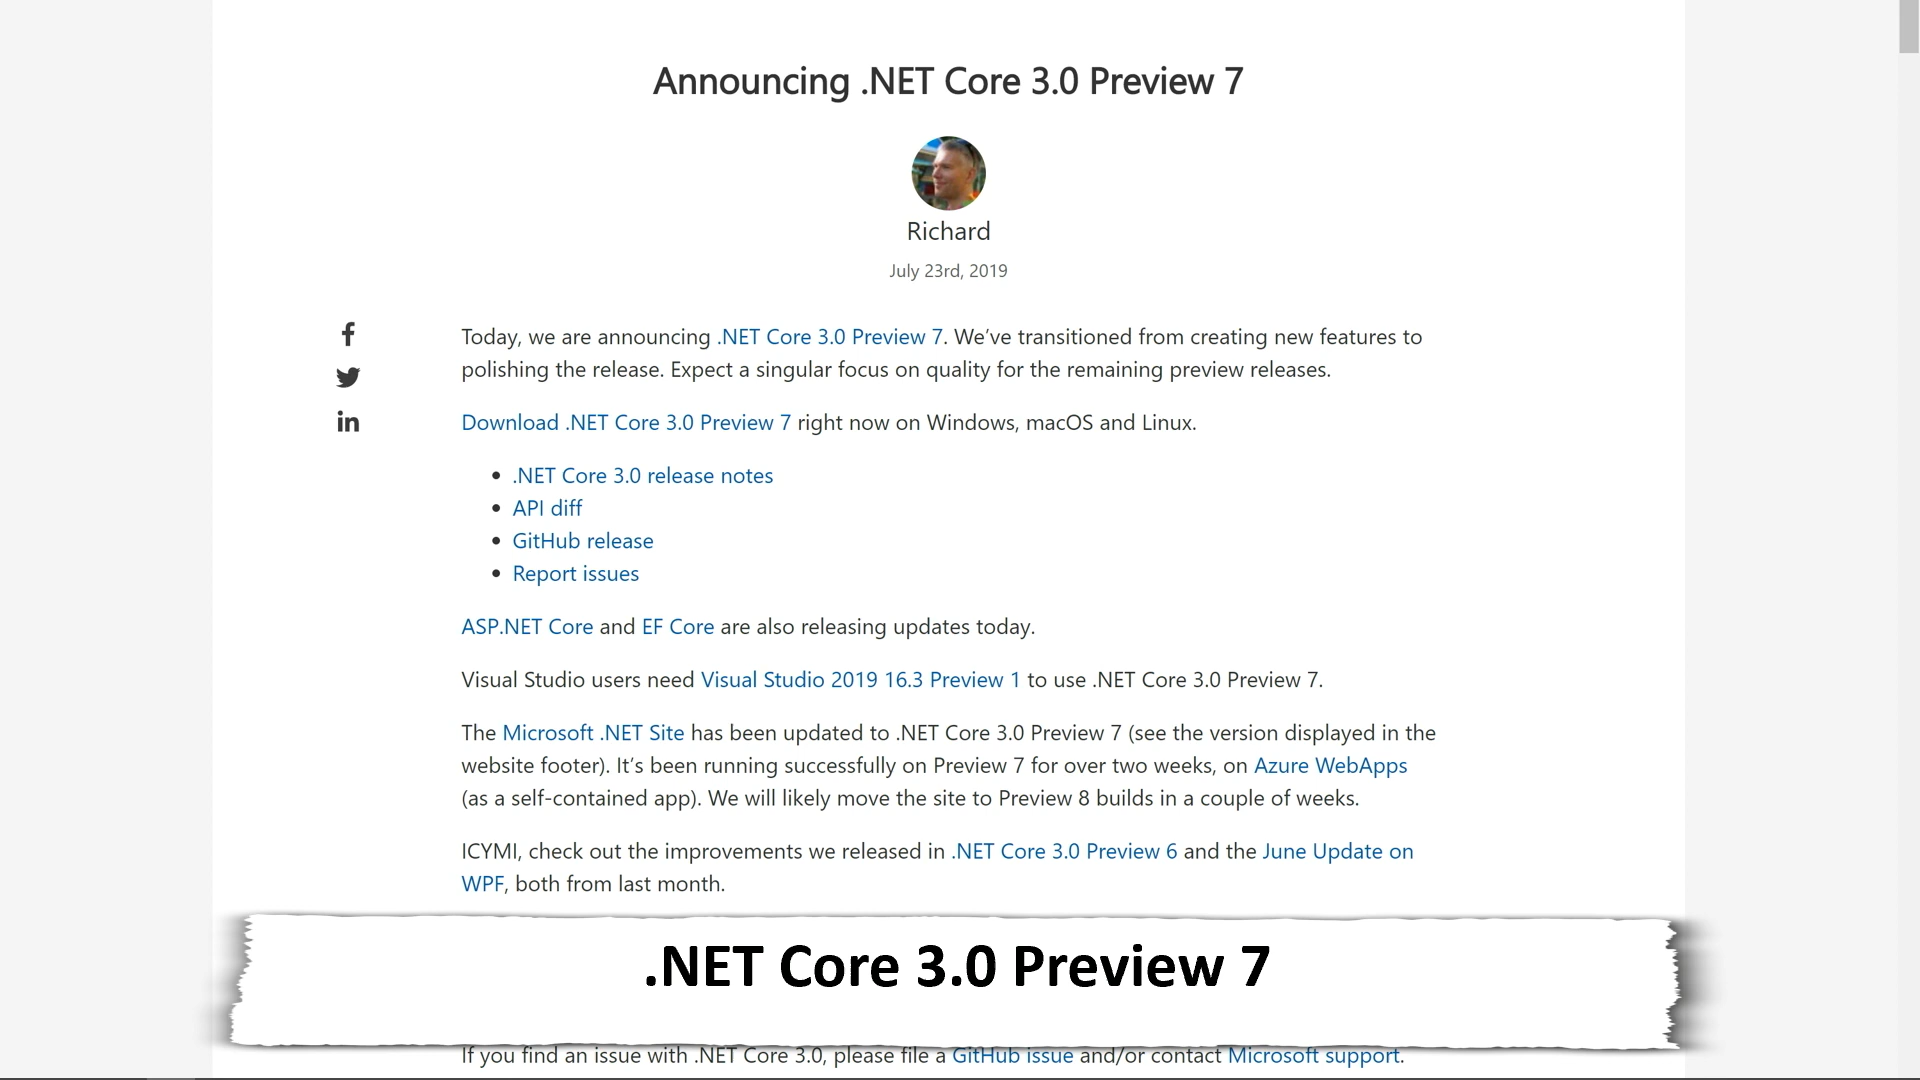 Announcing .NET Core 3.0 Preview 7
Richard
July 23rd, 2019
Today, we are announcing .NET Core 3.0 Preview 7. We’ve transitioned from creating new features to
polishing the release. Expect a singular focus on quality for the remaining preview releases.
Download .NET Core 3.0 Preview 7 right now on Windows, macOS and Linux.
• .NET Core 3.0 release notes
• API diff
• GitHub release
• Report issues
ASP.NET Core and EF Core are also releasing updates today.
Visual Studio users need Visual Studio 2019 16.3 Preview 1 to use .NET Core 3.0 Preview 7.
The Microsoft .NET Site has been updated to .NET Core 3.0 Preview 7 (see the version displayed in the
website footer). It’s been running successfully on Preview 7 for over two weeks, on Azure WebApps
(as a self-contained app). We will likely move the site to Preview 8 builds in a couple of weeks.
ICYMI, check out the improvements we released in .NET Core 3.0 Preview 6 and the June Update on
WPF, both from last month.
.NET Core 3.0 Preview 7
If you find an issue with .NET Core 3.0, please file a GitHub issue and/or contact Microsoft support.